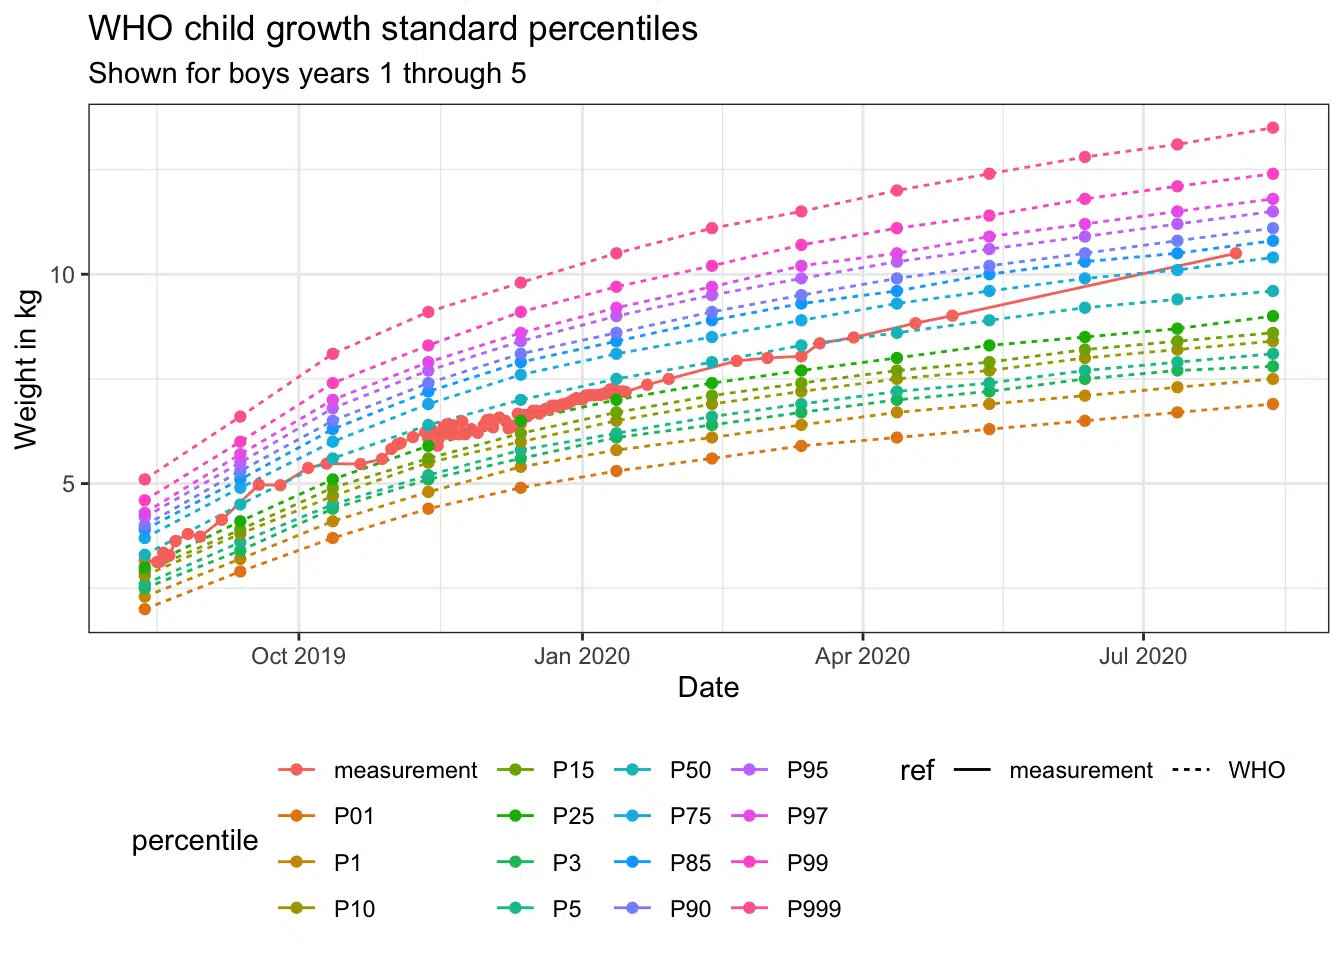 WHO child growth standard percentiles
Shown for boys years 1 through 5
Weight in kg
10
5
Oct 2019 Jan 2020 Apr 2020 Jul 2020
Date
percentile
measurement P15 P50 P95
P01 P25 P75 P97
P1 P3 P85 P99
P10 P5 P90 P999
ref measurement WHO